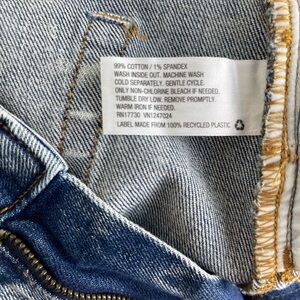 99% COTTON / 1% SPANDEX
WASH INSIDE OUT. MACHINE WASH
COLD SEPARATELY. GENTLE CYCLE.
ONLY NON-CHLORINE BLEACH IF NEEDED.
TUMBLE DRY LOW. REMOVE PROMPTLY.
WARM IRON IF NEEDED.
RN17730 VN1247024
LABEL MADE FROM 100% RECYCLED PLASTIC